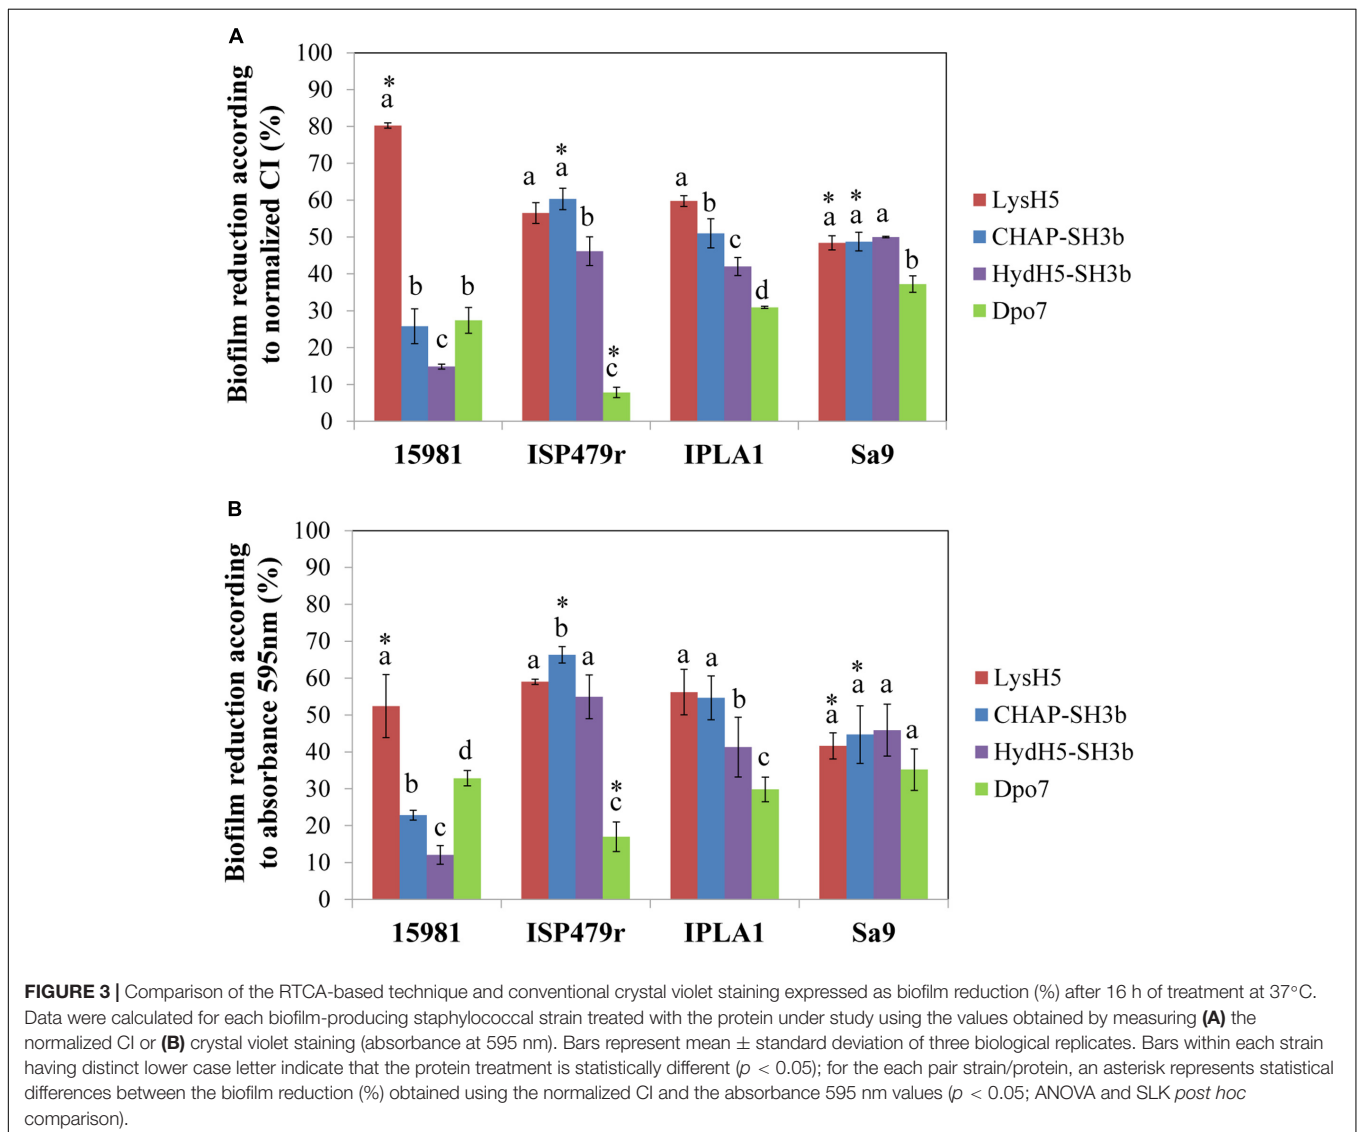 A
Biofilm reduction according
to normalized CI (%)
100
90
80
70
60
50
40
30
20
10
0
*
a
b
c
b
a
*
a
b
*
c
a
b
c
d
*
a
*
a
a
b
15981 ISP479r IPLA1 Sa9
LysH5
CHAP-SH3b
HydH5-SH3b
Dpo7
B
Biofilm reduction according
to absorbance 595nm (%)
100
90
80
70
60
50
40
30
20
10
0
*
a
b
c
d
a
*
b
a
*
c
a
a
b
c
*
a
*
a
a
a
15981 ISP479r IPLA1 Sa9
LysH5
CHAP-SH3b
HydH5-SH3b
Dpo7
FIGURE 3 | Comparison of the RTCA-based technique and conventional crystal violet staining expressed as biofilm reduction (%) after 16 h of treatment at 37°C.
Data were calculated for each biofilm-producing staphylococcal strain treated with the protein under study using the values obtained by measuring (A) the
normalized CI or (B) crystal violet staining (absorbance at 595 nm). Bars represent mean ± standard deviation of three biological replicates. Bars within each strain
having distinct lower case letter indicate that the protein treatment is statistically different (p < 0.05); for the each pair strain/protein, an asterisk represents statistical
differences between the biofilm reduction (%) obtained using the normalized CI and the absorbance 595 nm values (p < 0.05; ANOVA and SLK post hoc
comparison).